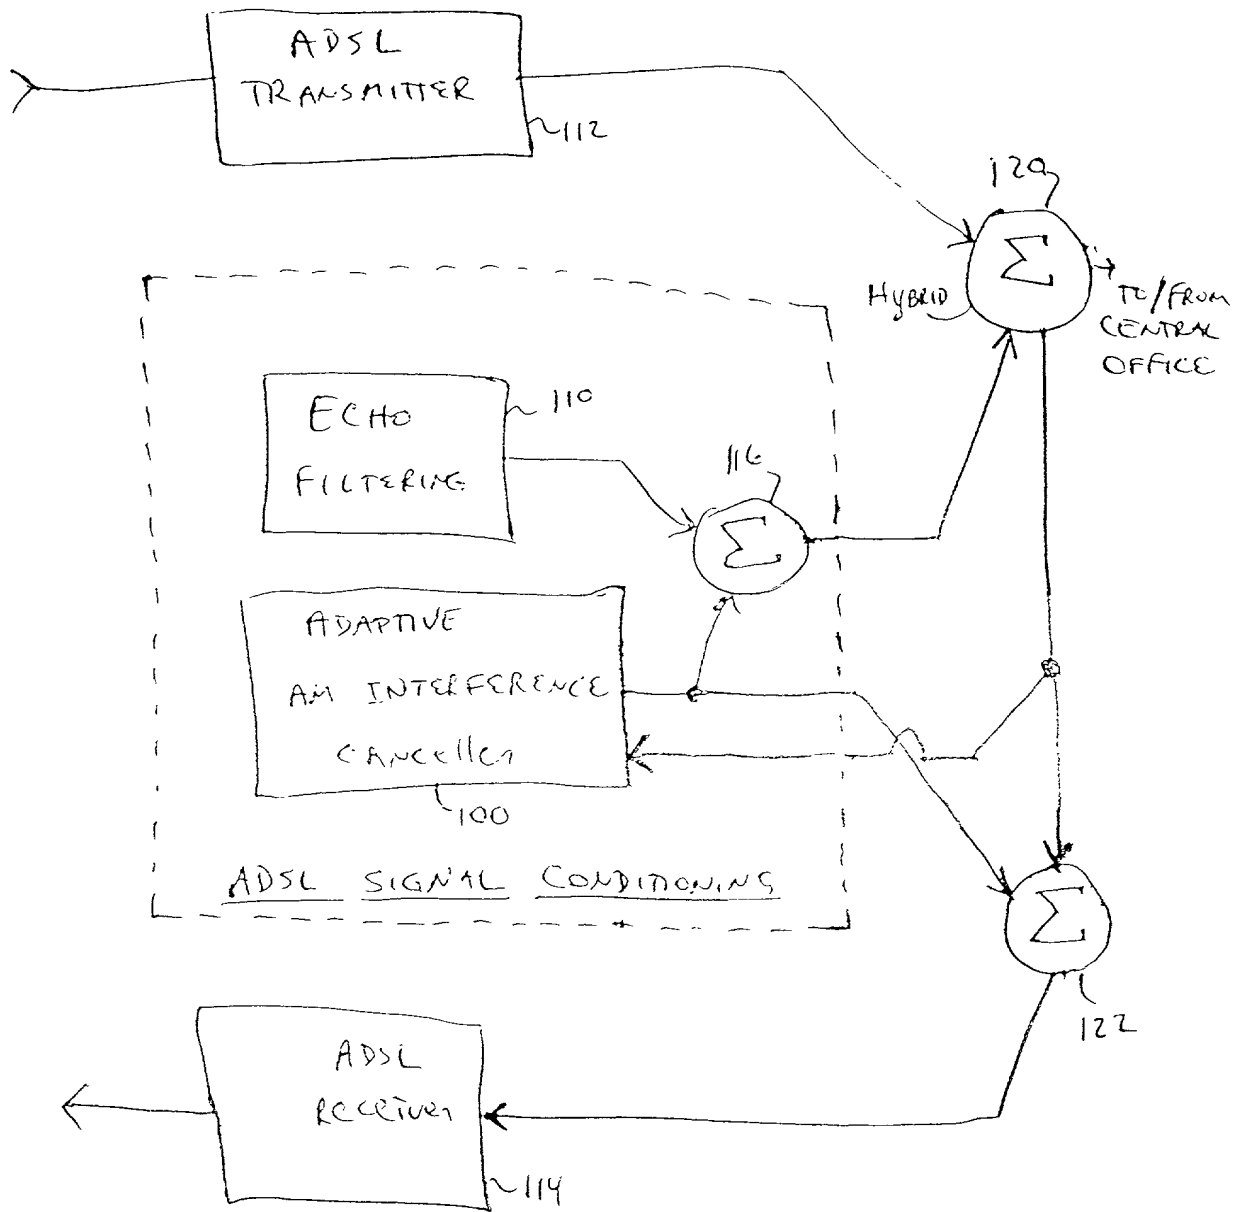 ADSL
TRANSMITTER
112
120
Σ
HYBRID
TO/FROM
CENTRAL
OFFICE
ECHO
FILTERING
110
116
Σ
ADAPTIVE
AM INTERFERENCE
CANCELLER
100
ADSL SIGNAL CONDITIONING
Σ
122
ADSL
RECEIVER
114